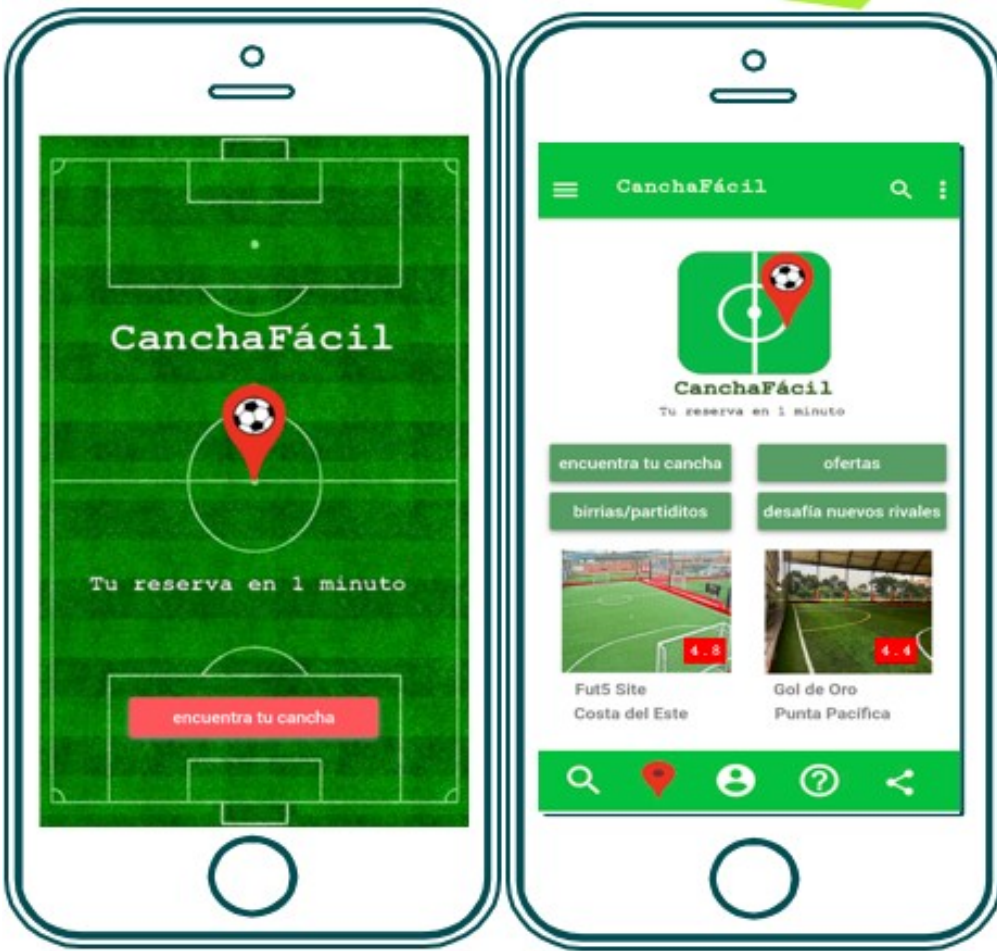 CanchaFácil
Tu reserva en 1 minuto
encuentra tu cancha
CanchaFácil
CanchaFácil
Tu reserva en 1 minuto
encuentra tu cancha
ofertas
birrias/partiditos
desafía nuevos rivales
4.8
4.4
Fut5 Site
Costa del Este
Gol de Oro
Punta Pacífica